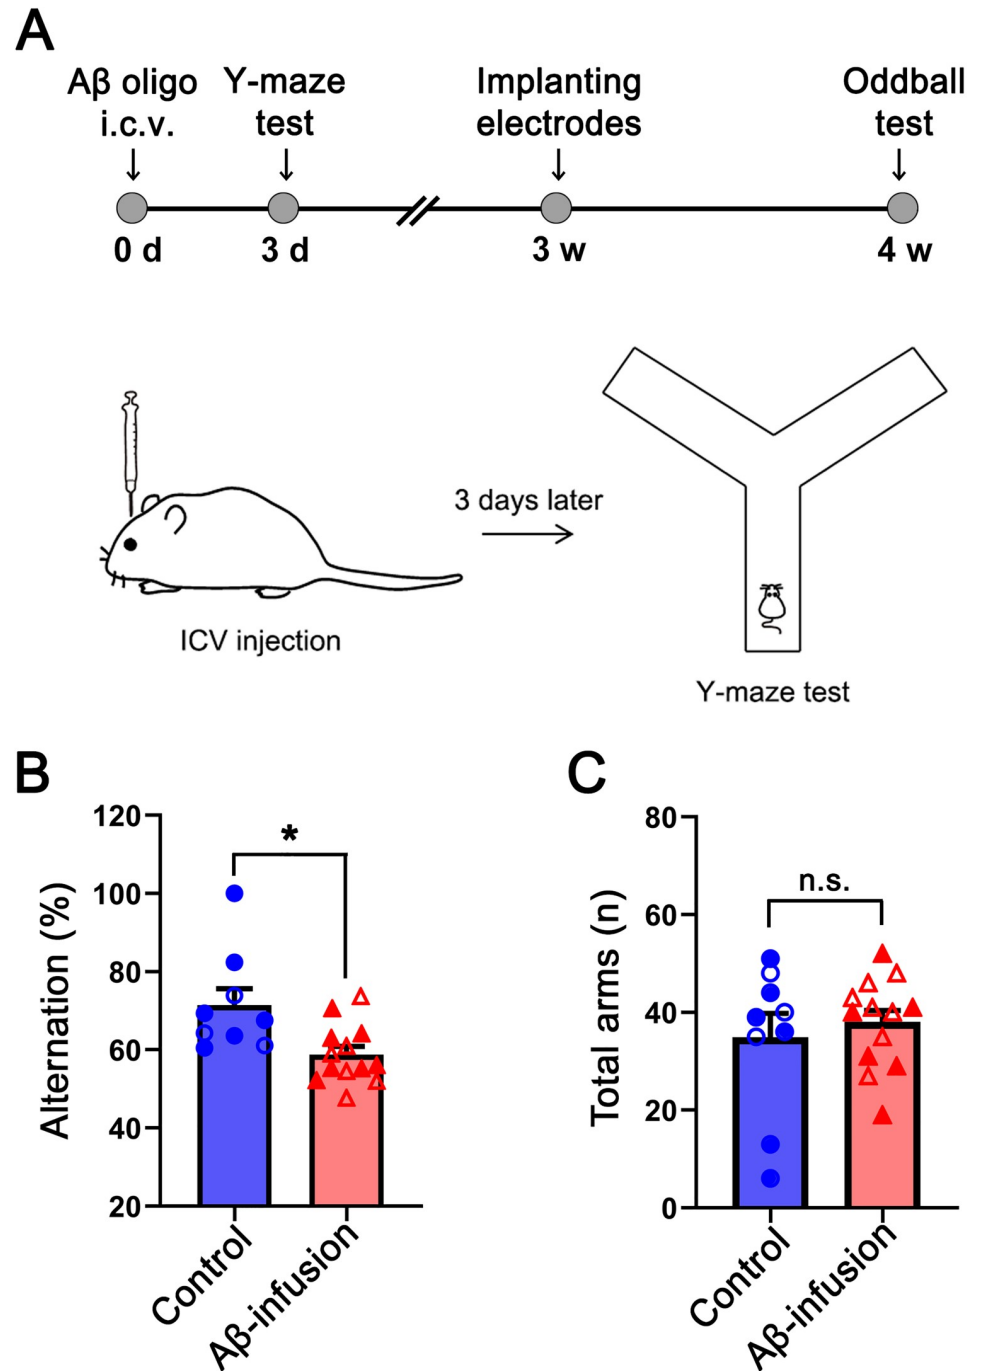 A
Aβ oligo
i.c.v.
Y-maze
test
Implanting
electrodes
Oddball
test
0 d
3 d
3 w
4 w
3 days later
ICV injection
Y-maze test
B
Alternation (%)
120
100
80
60
40
20
*
Control
Aβ-infusion
C
Total arms (n)
80
60
40
20
0
n.s.
Control
Aβ-infusion